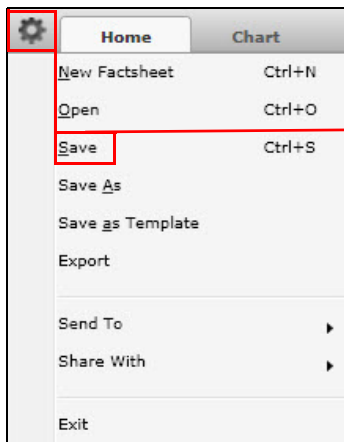 Home Chart
New Factsheet Ctrl+N
Open Ctrl+O
Save Ctrl+S
Save As
Save as Template
Export
Send To
Share With
Exit